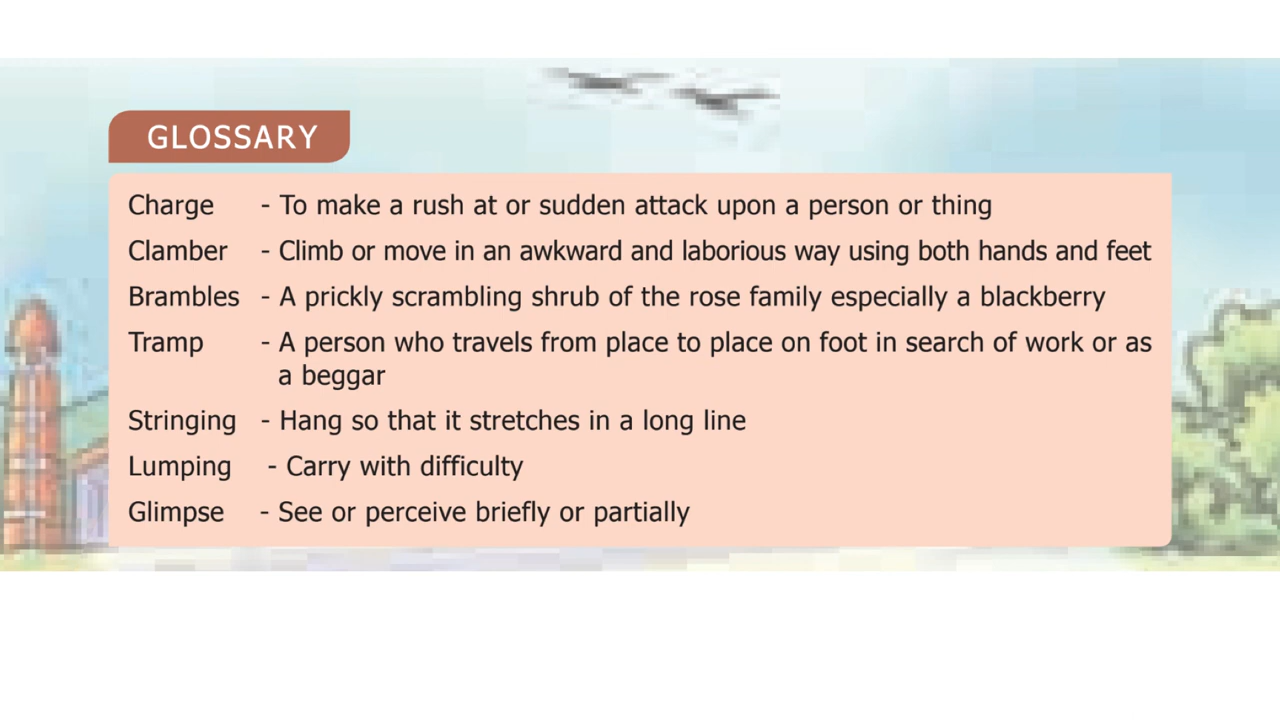 GLOSSARY
Charge - To make a rush at or sudden attack upon a person or thing
Clamber - Climb or move in an awkward and laborious way using both hands and feet
Brambles - A prickly scrambling shrub of the rose family especially a blackberry
Tramp - A person who travels from place to place on foot in search of work or as
a beggar
Stringing - Hang so that it stretches in a long line
Lumping - Carry with difficulty
Glimpse - See or perceive briefly or partially